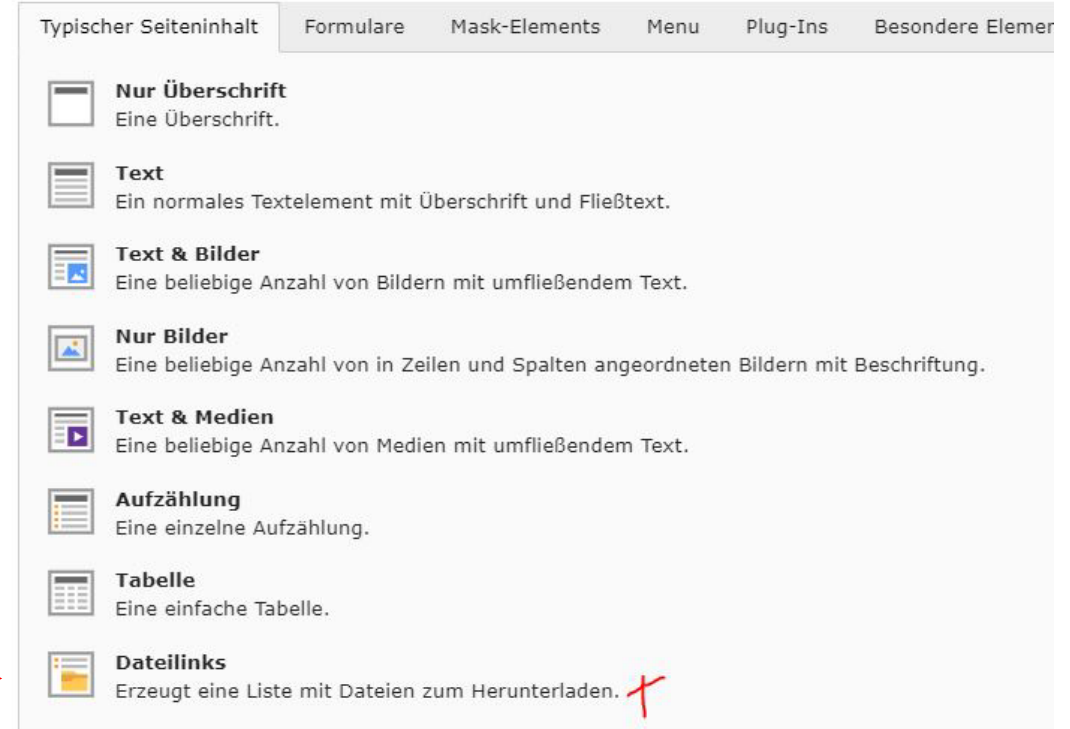 Typischer Seiteninhalt Formulare Mask-Elements Menu Plug-Ins Besondere Elemen
Nur Überschrift
Eine Überschrift.
Text
Ein normales Textelement mit Überschrift und Fließtext.
Text & Bilder
Eine beliebige Anzahl von Bildern mit umfließendem Text.
Nur Bilder
Eine beliebige Anzahl von in Zeilen und Spalten angeordneten Bildern mit Beschriftung.
Text & Medien
Eine beliebige Anzahl von Medien mit umfließendem Text.
Aufzählung
Eine einzelne Aufzählung.
Tabelle
Eine einfache Tabelle.
Dateilinks
Erzeugt eine Liste mit Dateien zum Herunterladen.